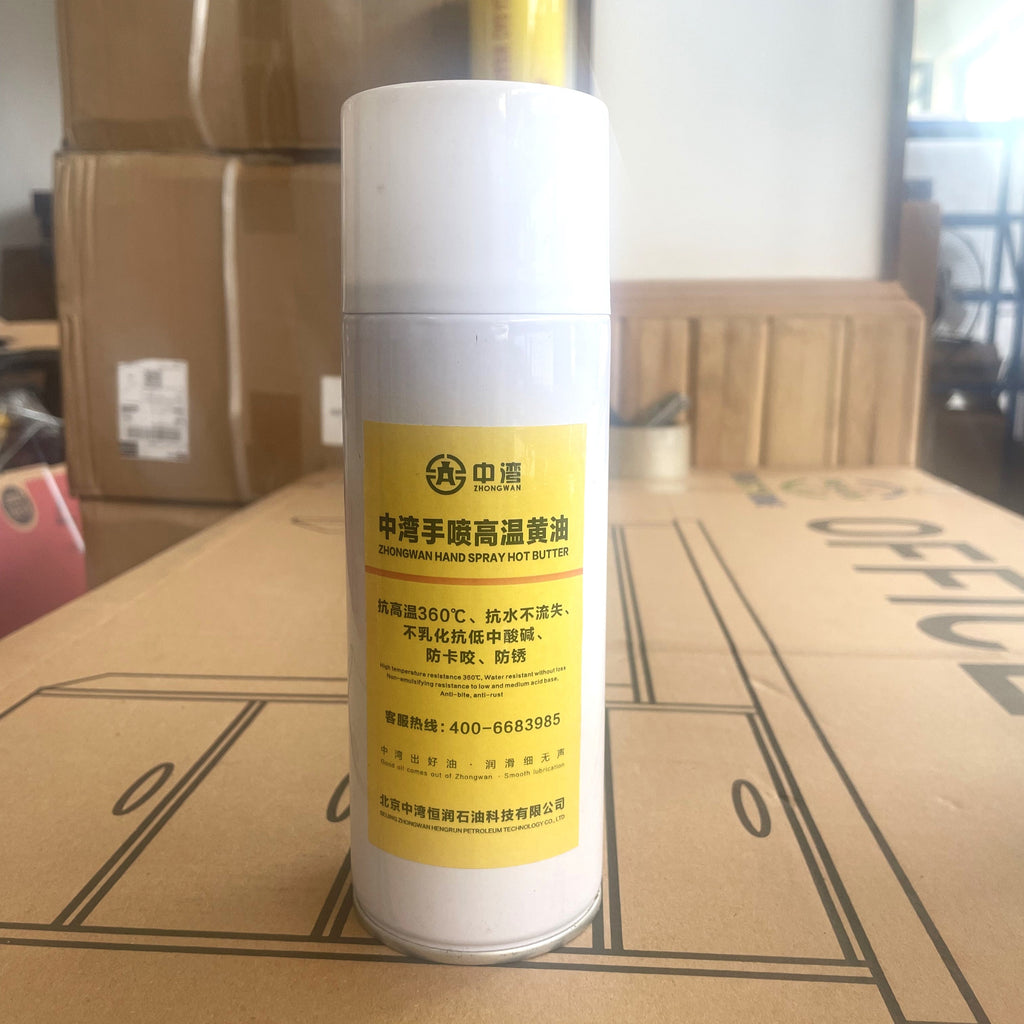 中湾
ZHONGWAN
中湾手喷高温黄油
ZHONGWAN HAND SPRAY HOT BUTTER
抗高温360℃、抗水不流失、
不乳化抗低中酸碱、
防卡咬、防锈
High temperature resistance 360℃, Water resistant without loss
Non-emulsifying resistance to low and medium acid base,
Anti-bite, anti-rust
客服热线：400-6683985
中湾出好油·润滑细无声
Good oil comes out of Zhongwan · Smooth lubrication
北京中湾恒润石油科技有限公司
BEIJING ZHONGWAN HENGRUN PETROLEUM TECHNOLOGY CO., LTD
OFFICE